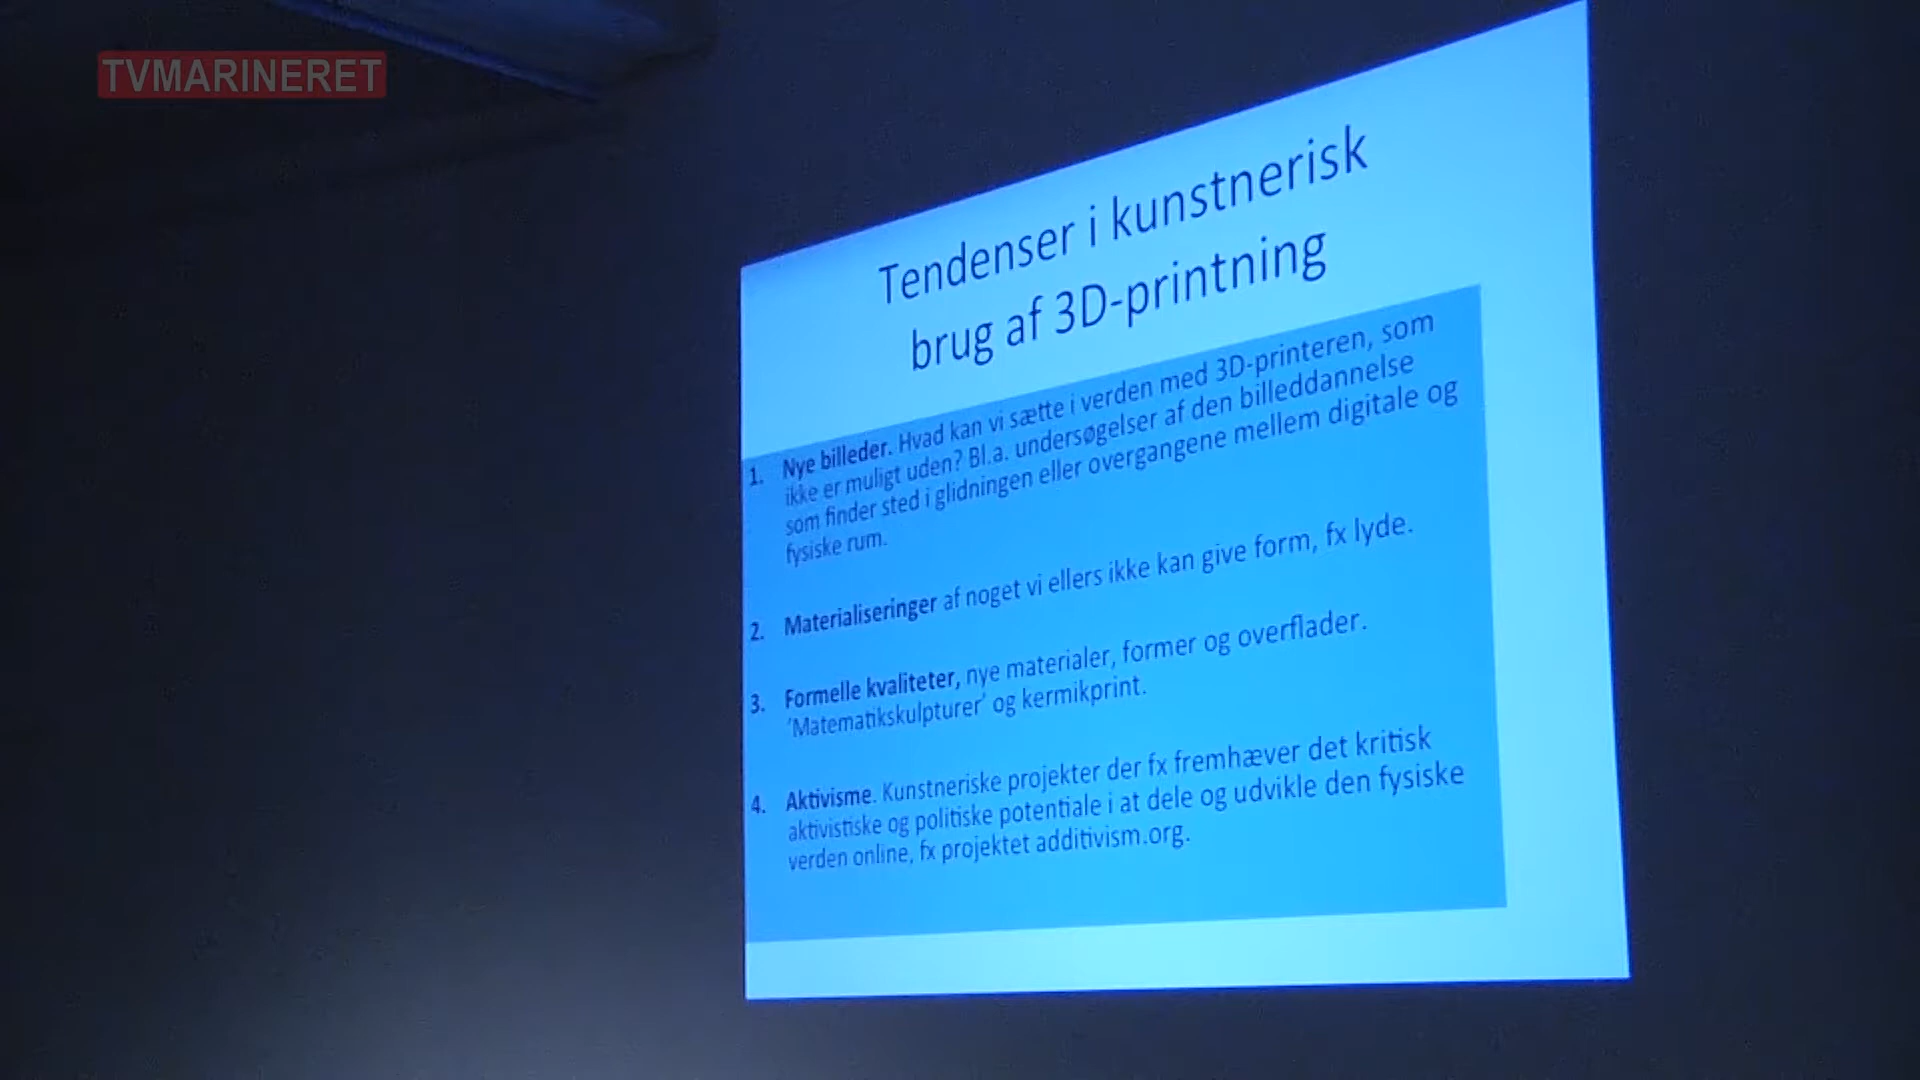 TVMARINERET
Tendenser i kunstnerisk
brug af 3D-printning
1. Nye billeder. Hvad kan vi sætte i verden med 3D-printeren, som
ikke er muligt uden? Bl.a. undersøgelser af den billeddannelse
som finder sted i glidningen eller overgangene mellem digitale og
fysiske rum.
2. Materialiseringer af noget vi ellers ikke kan give form, fx lyde.
3. Formelle kvaliteter, nye materialer, former og overflader.
'Matematikskulpturer' og kermikprint.
4. Aktivisme. Kunstneriske projekter der fx fremhæver det kritisk
aktivistiske og politiske potentiale i at dele og udvikle den fysiske
verden online, fx projektet additivism.org.